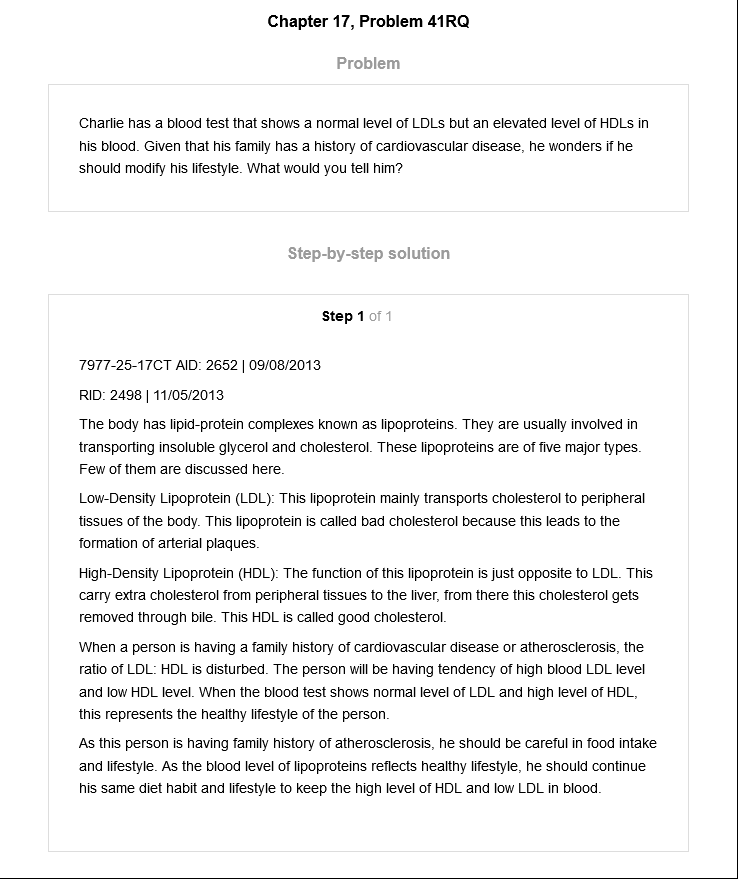 Chapter 17, Problem 41RQ
Problem
Charlie has a blood test that shows a normal level of LDLs but an elevated level of HDLs in
his blood. Given that his family has a history of cardiovascular disease, he wonders if he
should modify his lifestyle. What would you tell him?
Step-by-step solution
Step 1 of 1
7977-25-17CT AID: 2652 | 09/08/2013
RID: 2498 | 11/05/2013
The body has lipid-protein complexes known as lipoproteins. They are usually involved in
transporting insoluble glycerol and cholesterol. These lipoproteins are of five major types.
Few of them are discussed here.
Low-Density Lipoprotein (LDL): This lipoprotein mainly transports cholesterol to peripheral
tissues of the body. This lipoprotein is called bad cholesterol because this leads to the
formation of arterial plaques.
High-Density Lipoprotein (HDL): The function of this lipoprotein is just opposite to LDL. This
carry extra cholesterol from peripheral tissues to the liver, from there this cholesterol gets
removed through bile. This HDL is called good cholesterol.
When a person is having a family history of cardiovascular disease or atherosclerosis, the
ratio of LDL: HDL is disturbed. The person will be having tendency of high blood LDL level
and low HDL level. When the blood test shows normal level of LDL and high level of HDL,
this represents the healthy lifestyle of the person.
As this person is having family history of atherosclerosis, he should be careful in food intake
and lifestyle. As the blood level of lipoproteins reflects healthy lifestyle, he should continue
his same diet habit and lifestyle to keep the high level of HDL and low LDL in blood.